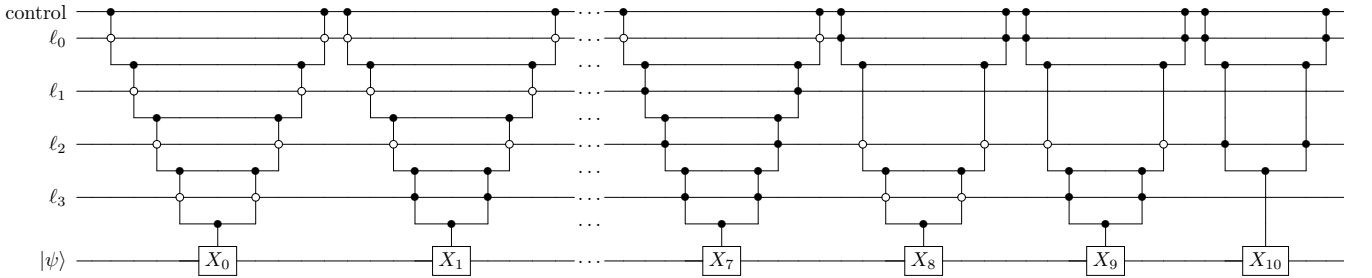 control
ℓ₀
ℓ₁
ℓ₂
ℓ₃
|ψ⟩ X₀ X₁ ··· X₇ X₈ X₉ X₁₀